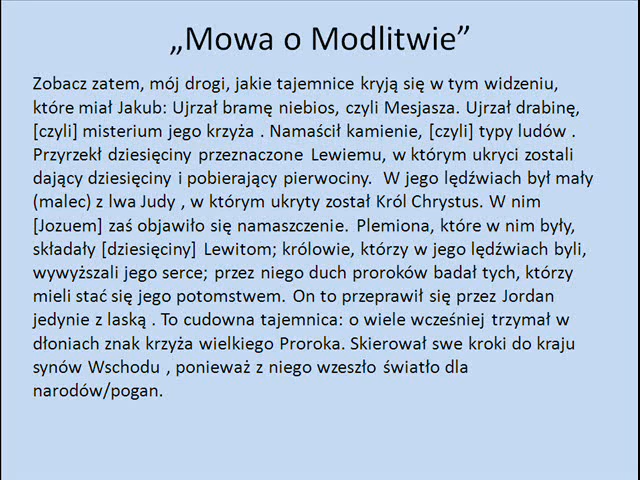 „Mowa o Modlitwie”
Zobacz zatem, mój drogi, jakie tajemnice kryją się w tym widzeniu,
które miał Jakub: Ujrzał bramę niebios, czyli Mesjasza. Ujrzał drabinę,
[czyli] misterium jego krzyża . Namaścił kamienie, [czyli] typy ludów .
Przyrzekł dziesięciny przeznaczone Lewiemu, w którym ukryci zostali
dający dziesięciny i pobierający pierwociny.  W jego lędźwiach był mały
(malec) z lwa Judy , w którym ukryty został Król Chrystus. W nim
[Jozuem] zaś objawiło się namaszczenie. Plemiona, które w nim były,
składały [dziesięciny] Lewitom; królowie, którzy w jego lędźwiach byli,
wywyższali jego serce; przez niego duch proroków badał tych, którzy
mieli stać się jego potomstwem. On to przeprawił się przez Jordan
jedynie z laską . To cudowna tajemnica: o wiele wcześniej trzymał w
dłoniach znak krzyża wielkiego Proroka. Skierował swe kroki do kraju
synów Wschodu , ponieważ z niego wzeszło światło dla
narodów/pogan.